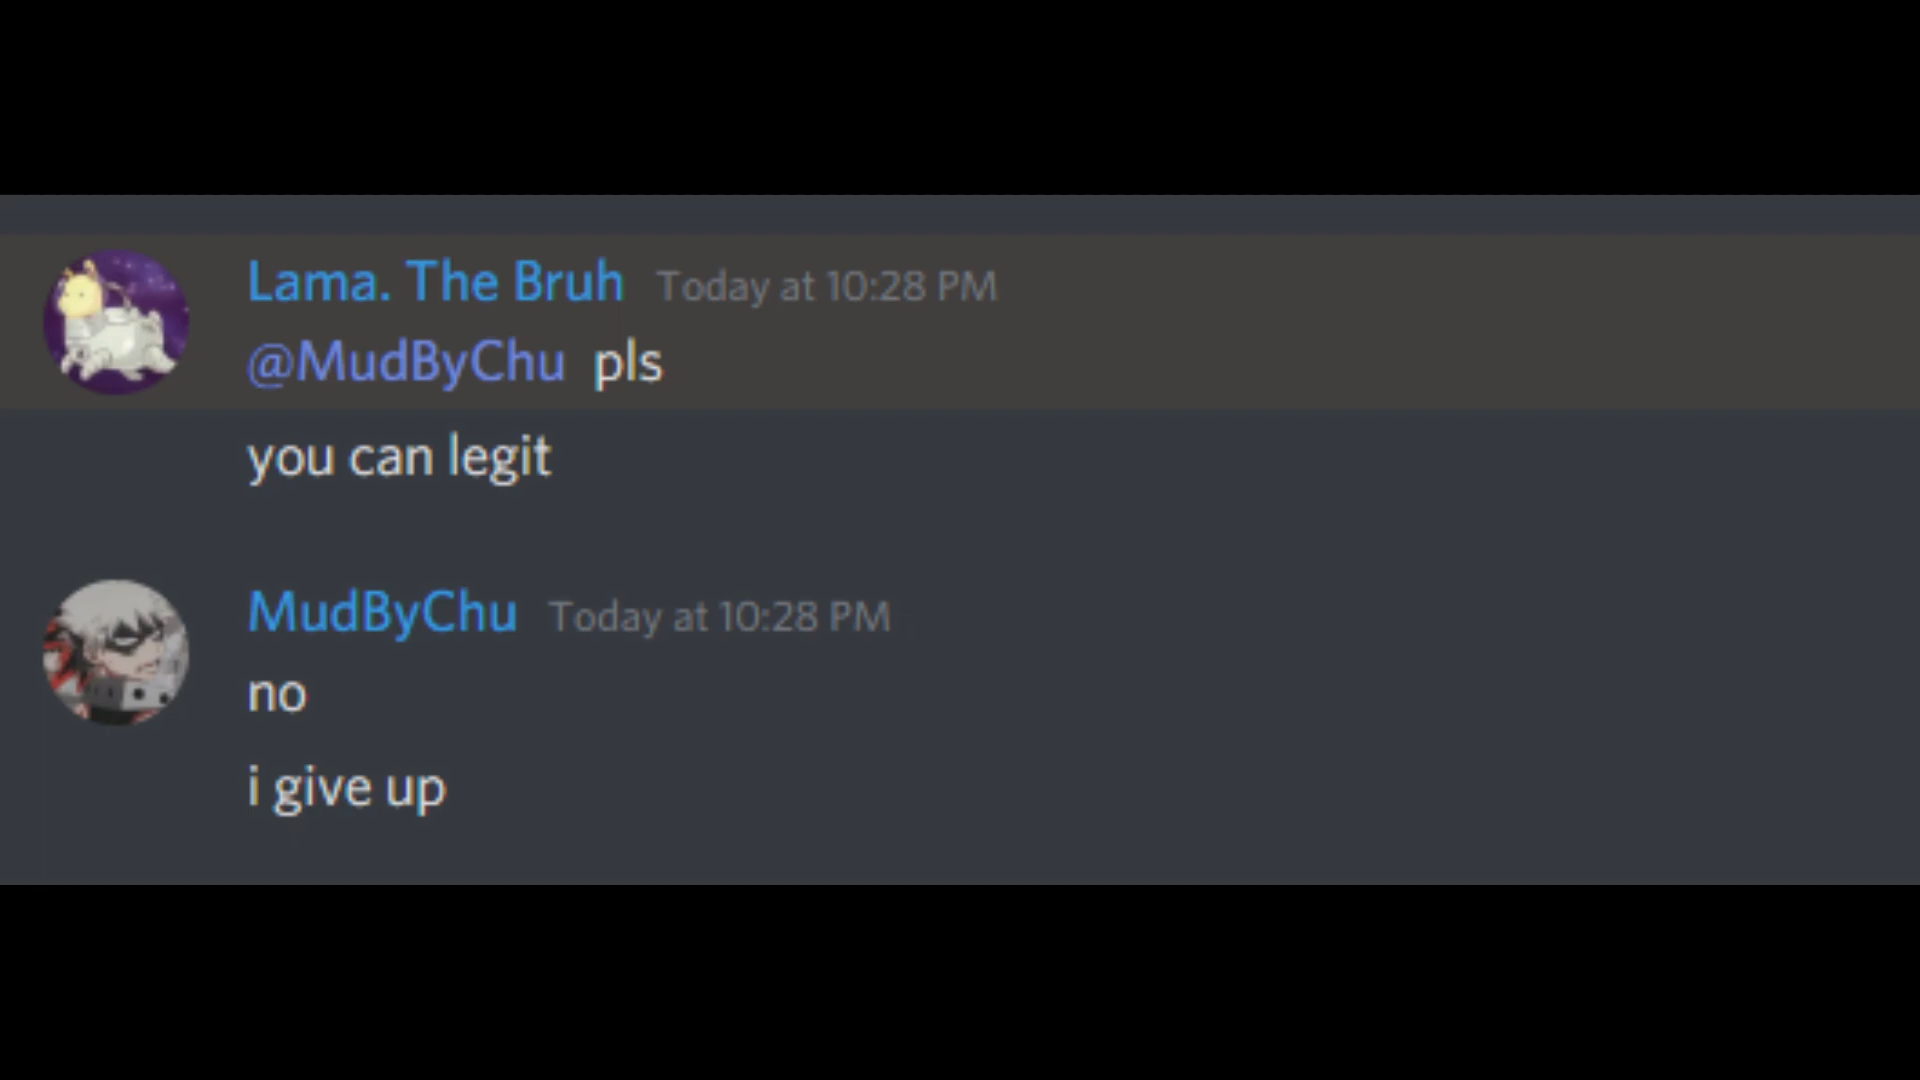 Lama. The Bruh Today at 10:28 PM
@MudByChu pls
you can legit
MudByChu Today at 10:28 PM
no
i give up